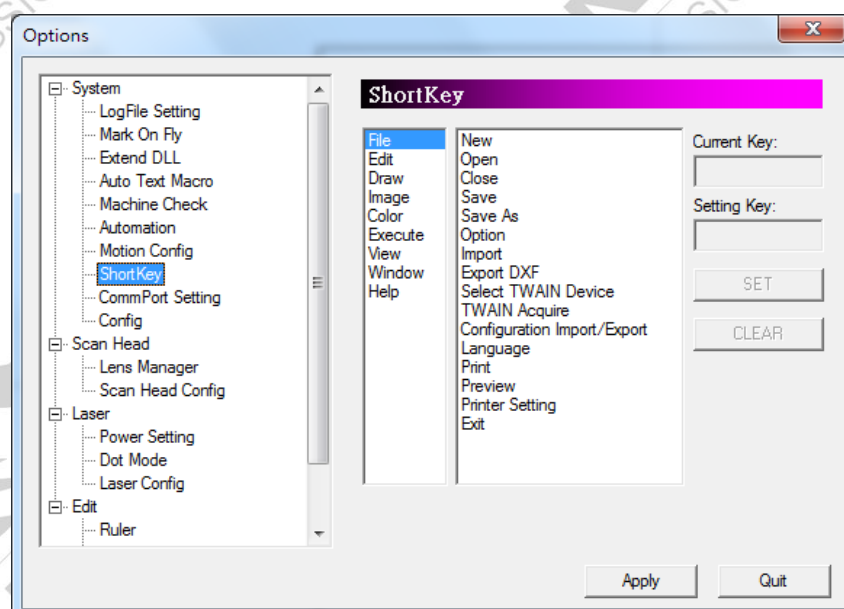 Options
System
LogFile Setting
Mark On Fly
Extend DLL
Auto Text Macro
Machine Check
Automation
Motion Config
ShortKey
CommPort Setting
Config
Scan Head
Lens Manager
Scan Head Config
Laser
Power Setting
Dot Mode
Laser Config
Edit
Ruler
ShortKey
File
Edit
Draw
Image
Color
Execute
View
Window
Help
New
Open
Close
Save
Save As
Option
Import
Export DXF
Select TWAIN Device
TWAIN Acquire
Configuration Import/Export
Language
Print
Preview
Printer Setting
Exit
Current Key:
Setting Key:
SET
CLEAR
Apply
Quit